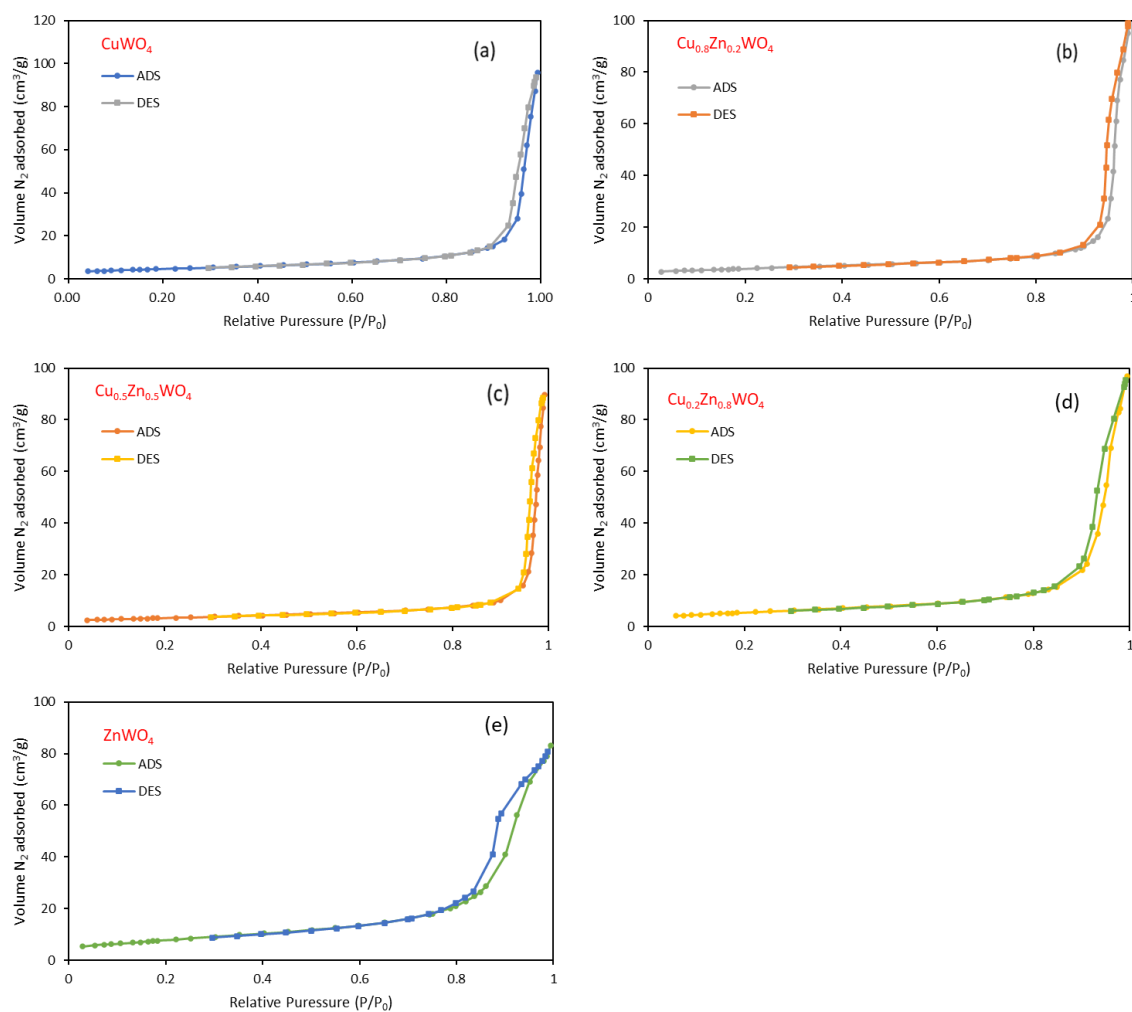 CuWO₄
(a)
ADS
DES
Volume N₂ adsorbed (cm³/g)
120
100
80
60
40
20
0
0.00 0.20 0.40 0.60 0.80 1.00
Relative Puressure (P/P₀)
Cu₀.₈Zn₀.₂WO₄
(b)
ADS
DES
Volume N₂ adsorbed (cm³/g)
100
80
60
40
20
0
0 0.2 0.4 0.6 0.8 1
Relative Puressure (P/P₀)
Cu₀.₅Zn₀.₅WO₄
(c)
ADS
DES
Volume N₂ adsorbed (cm³/g)
100
80
60
40
20
0
0 0.2 0.4 0.6 0.8 1
Relative Puressure (P/P₀)
Cu₀.₂Zn₀.₈WO₄
(d)
ADS
DES
Volume N₂ adsorbed (cm³/g)
100
80
60
40
20
0
0 0.2 0.4 0.6 0.8 1
Relative Puressure (P/P₀)
ZnWO₄
(e)
ADS
DES
Volume N₂ adsorbed (cm³/g)
100
80
60
40
20
0
0 0.2 0.4 0.6 0.8 1
Relative Puressure (P/P₀)